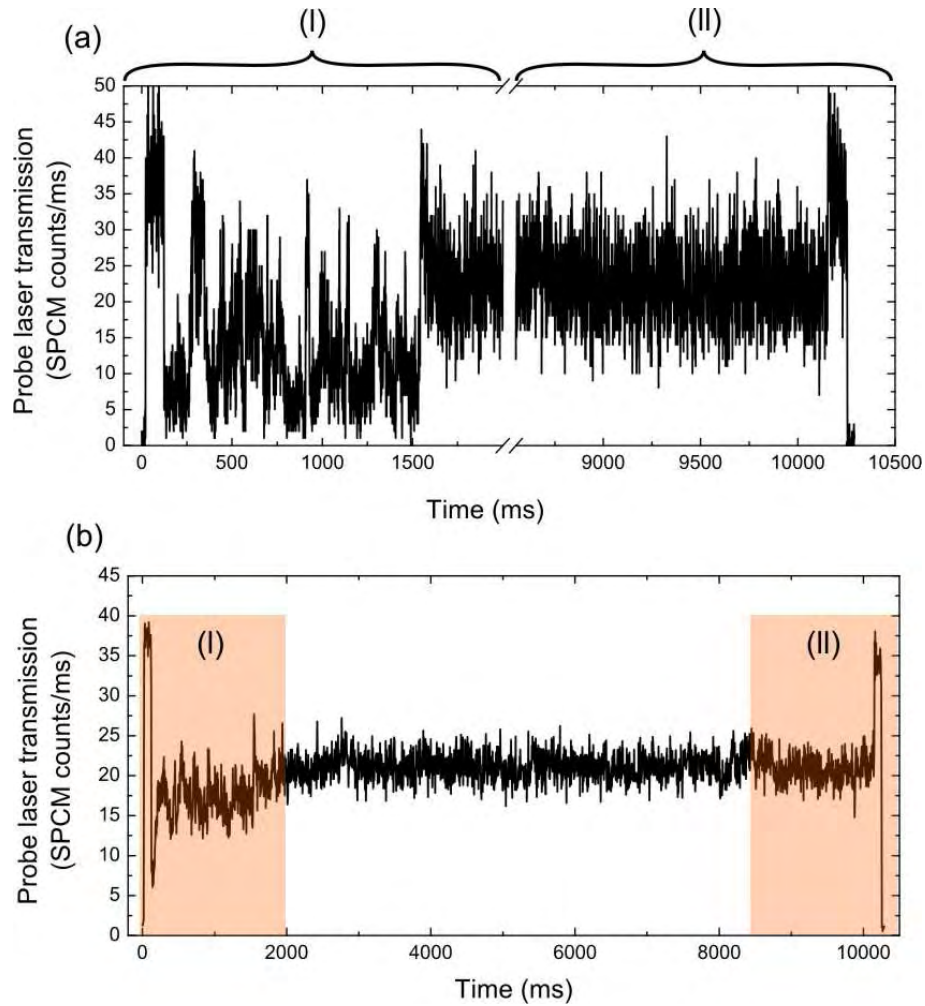 (I)
(II)
(a)
Probe laser transmission
(SPCM counts/ms)
50
45
40
35
30
25
20
15
10
5
0
0 500 1000 1500 9000 9500 10000 10500
Time (ms)
(b)
Probe laser transmission
(SPCM counts/ms)
45
40
35
30
25
20
15
10
5
0
(I)
(II)
0 2000 4000 6000 8000 10000
Time (ms)